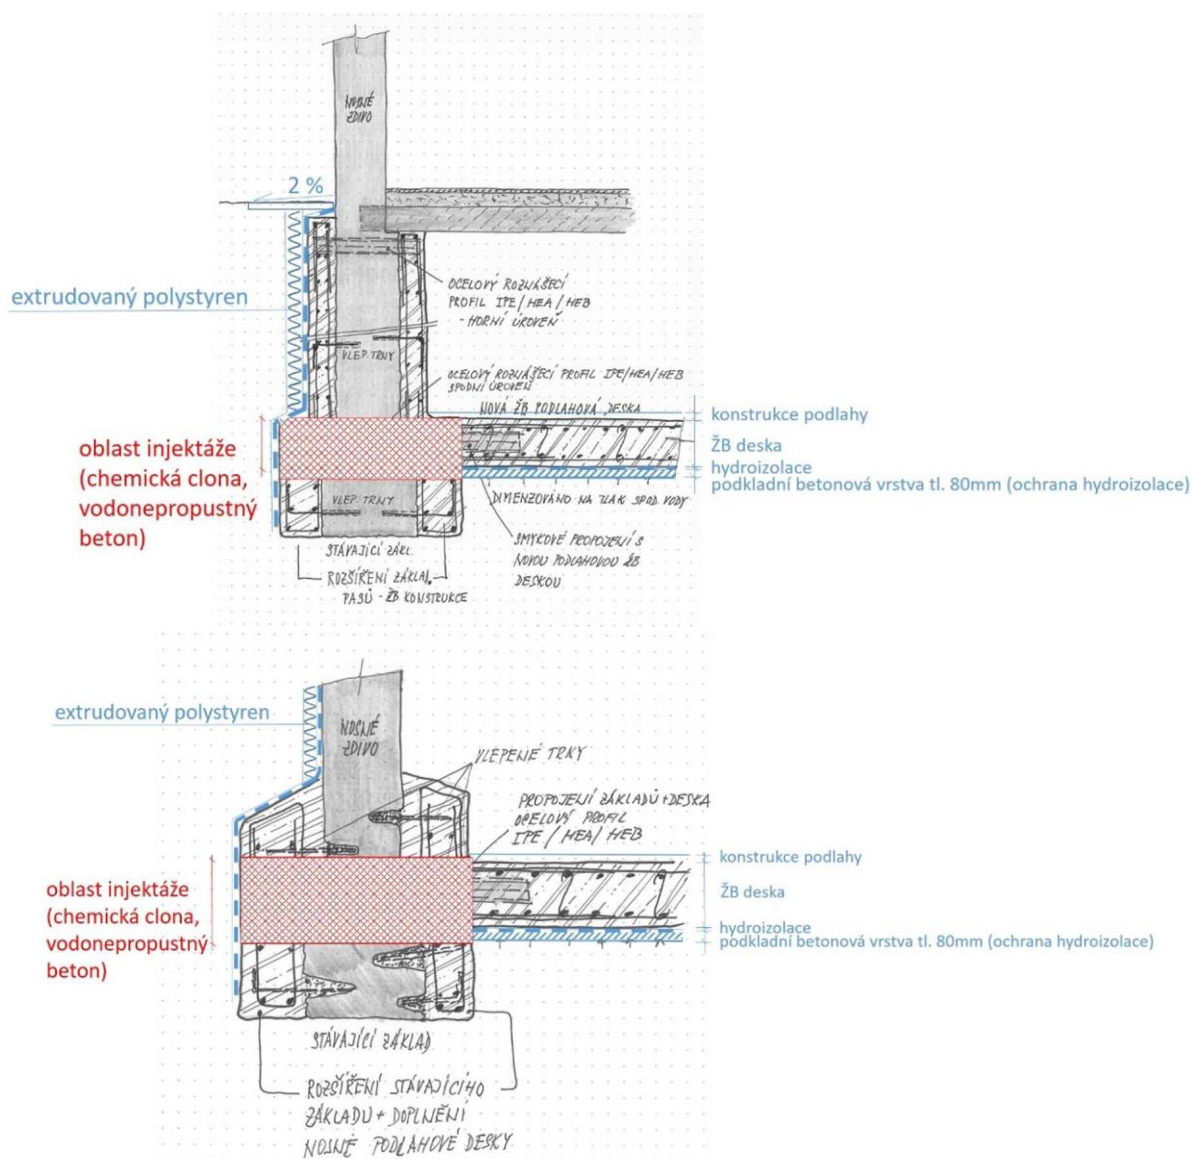 NOSNÉ
ZDIVO
2 %
extrudovaný polystyren
OCELOVÝ ROZNÁŠECÍ
PROFIL IPE/HEA/HEB
- HORNÍ ÚROVEŇ
VLEP. TRNY
OCELOVÝ ROZNÁŠECÍ PROFIL IPE/HEA/HEB
SPODNÍ ÚROVEŇ
NOVÁ ŽB PODLAHOVÁ DESKA
konstrukce podlahy
ŽB deska
hydroizolace
podkladní betonová vrstva tl. 80mm (ochrana hydroizolace)
oblast injektáže
(chemická clona,
vodonepropustný
beton)
VLEP. TRNY
DIMENZOVÁNO NA TLAK SPOD. VODY
STÁVAJÍCÍ ZÁKL.
SMYKOVÉ PROPOJENÍ S
NOVOU PODLAHOVOU ŽB
DESKOU
ROZŠÍŘENÍ ZÁKLAD.
PASŮ - ŽB KONSTRUKCE
extrudovaný polystyren
NOSNÉ
ZDIVO
VLEPENÉ TRKY
PROPOJENÍ ZÁKLADŮ + DESKA
OCELOVÝ PROFIL
IPE / HEA / HEB
konstrukce podlahy
ŽB deska
hydroizolace
podkladní betonová vrstva tl. 80mm (ochrana hydroizolace)
oblast injektáže
(chemická clona,
vodonepropustný
beton)
STÁVAJÍCÍ ZÁKLAD
ROZŠÍŘENÍ STÁVAJÍCÍHO
ZÁKLADU + DOPLNĚNÍ
NOSNÉ PODLAHOVÉ DESKY